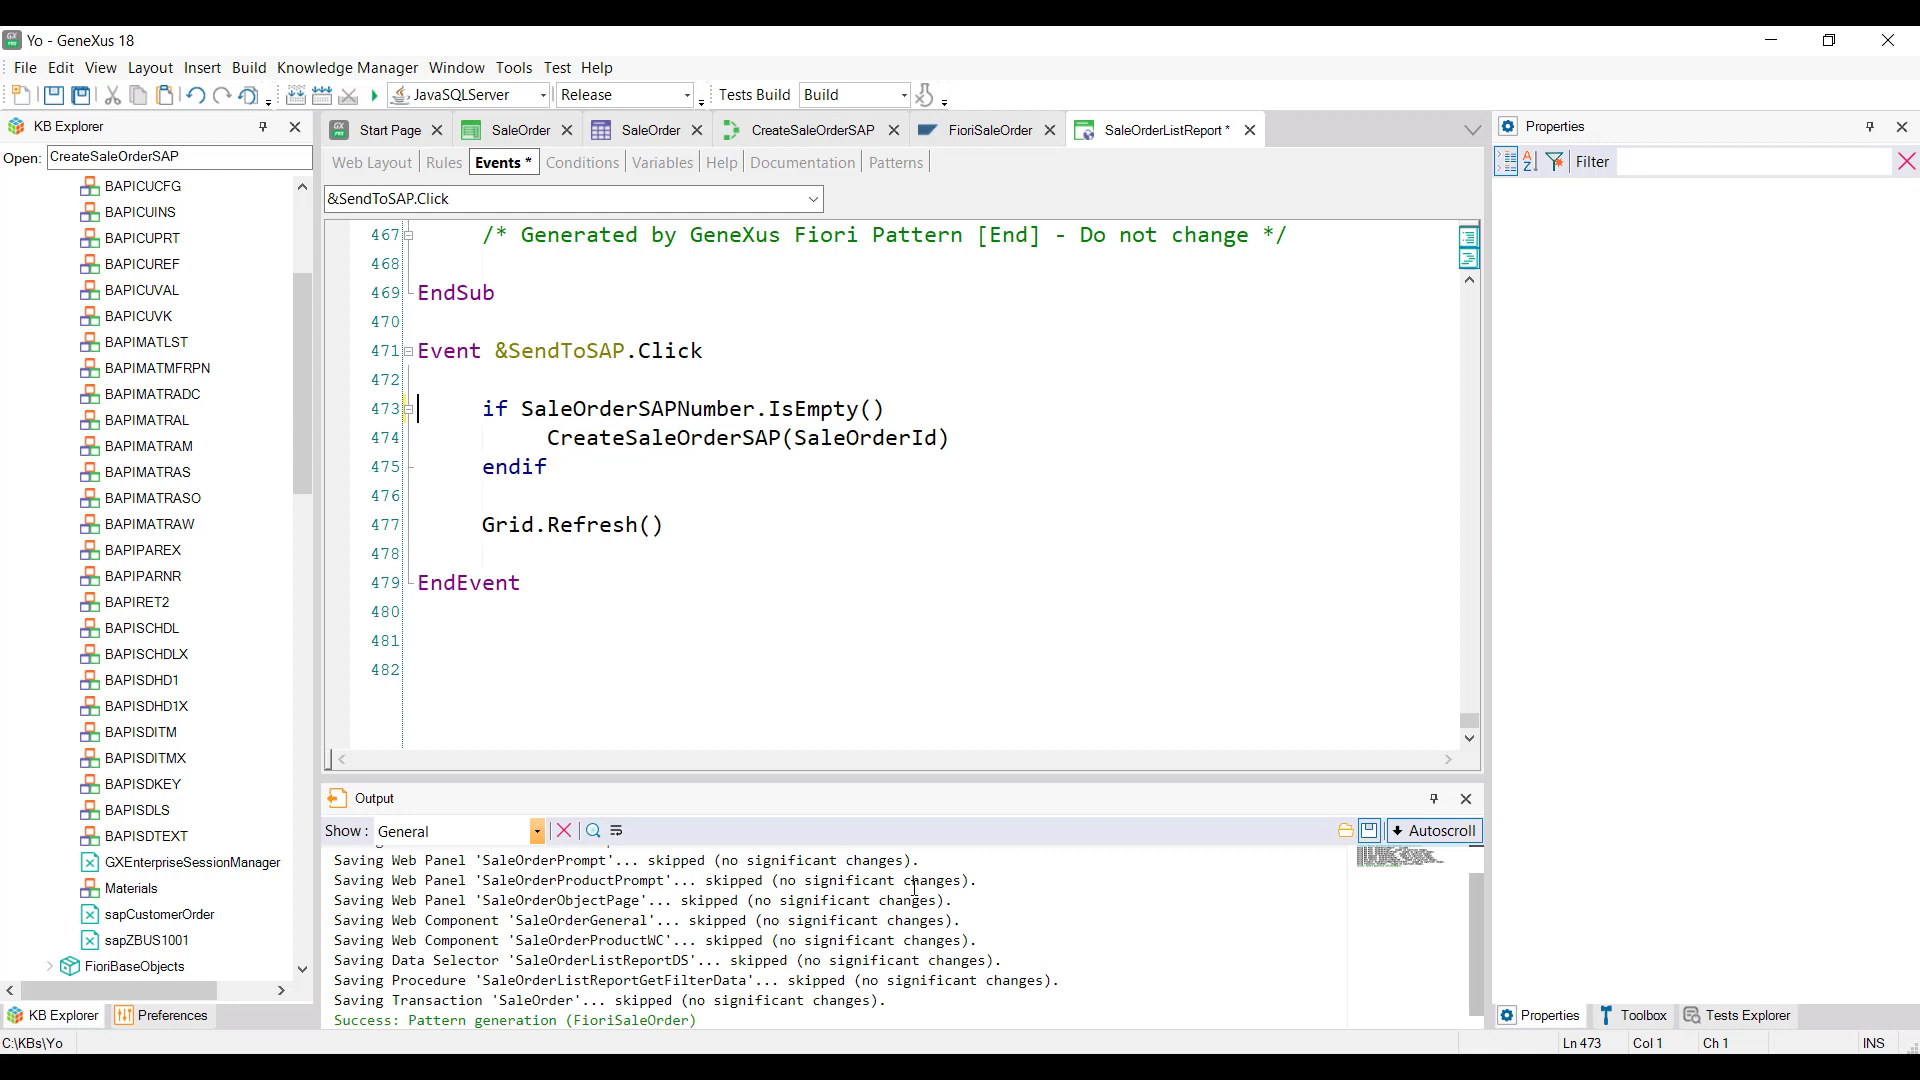 Yo - GeneXus 18
File Edit View Layout Insert Build Knowledge Manager Window Tools Test Help
JavaSQLServer Release Tests Build Build
KB Explorer
Open: CreateSaleOrderSAP
BAPICUCFG
BAPICUINS
BAPICUPRT
BAPICUREF
BAPICUVAL
BAPICUVK
BAPIMATLST
BAPIMATMFRPN
BAPIMATRADC
BAPIMATRAL
BAPIMATRAM
BAPIMATRAS
BAPIMATRASO
BAPIMATRAW
BAPIPAREX
BAPIPARNR
BAPIRET2
BAPISCHDL
BAPISCHDLX
BAPISDHD1
BAPISDHD1X
BAPISDITM
BAPISDITMX
BAPISDKEY
BAPISDLS
BAPISDTEXT
GXEnterpriseSessionManager
Materials
sapCustomerOrder
sapZBUS1001
FioriBaseObjects
KB Explorer Preferences
Start Page SaleOrder SaleOrder CreateSaleOrderSAP FioriSaleOrder SaleOrderListReport *
Web Layout Rules Events * Conditions Variables Help Documentation Patterns
&SendToSAP.Click
467 /* Generated by GeneXus Fiori Pattern [End] - Do not change */
468
469 EndSub
470
471 Event &SendToSAP.Click
472
473 if SaleOrderSAPNumber.IsEmpty()
474 CreateSaleOrderSAP(SaleOrderId)
475 endif
476
477 Grid.Refresh()
478
479 EndEvent
480
481
482
Output
Show : General Autoscroll
Saving Web Panel 'SaleOrderPrompt'... skipped (no significant changes).
Saving Web Panel 'SaleOrderProductPrompt'... skipped (no significant changes).
Saving Web Panel 'SaleOrderObjectPage'... skipped (no significant changes).
Saving Web Component 'SaleOrderGeneral'... skipped (no significant changes).
Saving Web Component 'SaleOrderProductWC'... skipped (no significant changes).
Saving Data Selector 'SaleOrderListReportDS'... skipped (no significant changes).
Saving Procedure 'SaleOrderListReportGetFilterData'... skipped (no significant changes).
Saving Transaction 'SaleOrder'... skipped (no significant changes).
Success: Pattern generation (FioriSaleOrder)
Properties
Filter
Properties Toolbox Tests Explorer
C:\KBs\Yo Ln 473 Col 1 Ch 1 INS